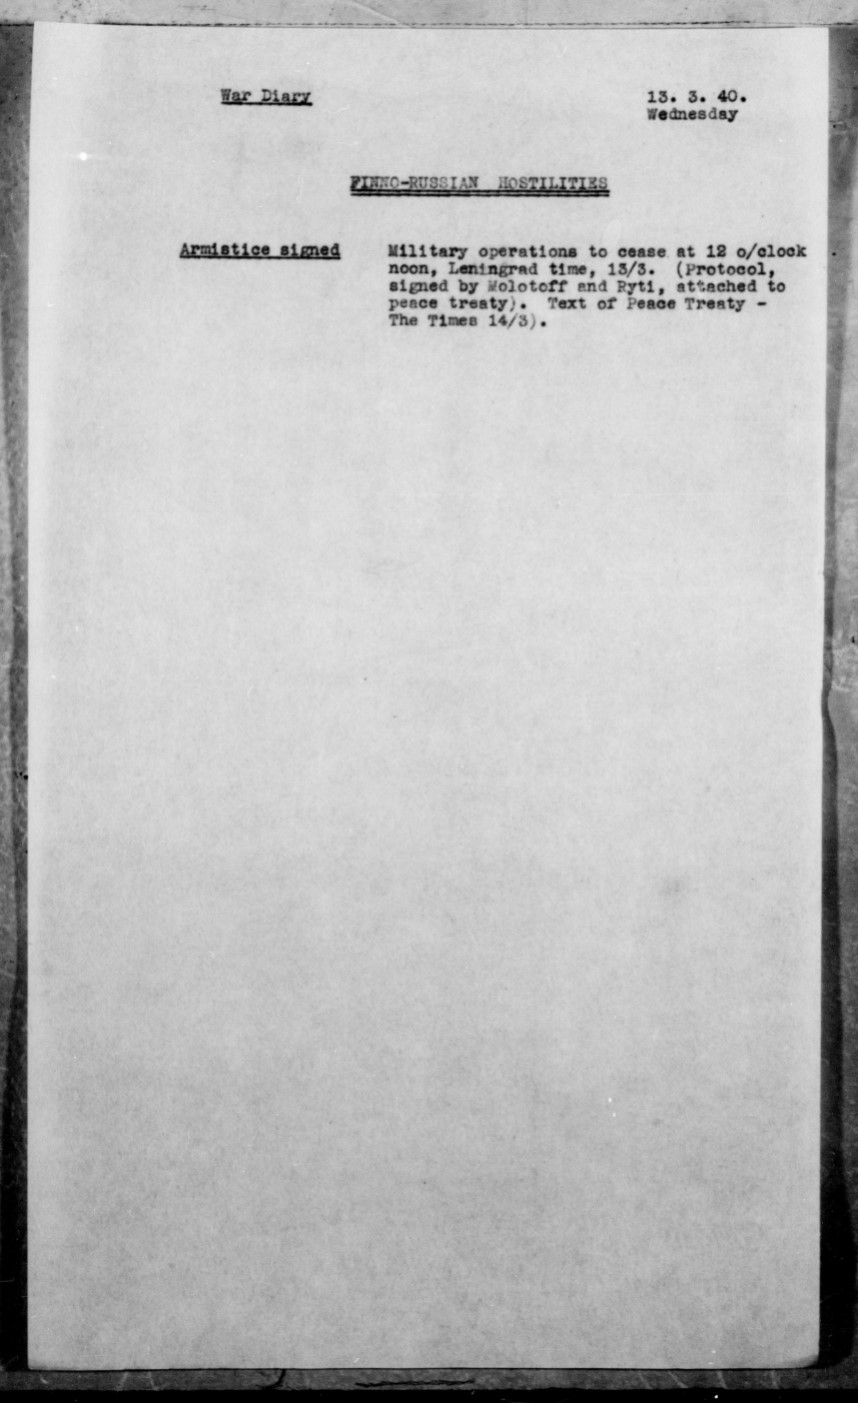 War Diary
13. 3. 40.
Wednesday
FINNO-RUSSIAN HOSTILITIES
Armistice signed
Military operations to cease at 12 o/clock
noon, Leningrad time, 13/3. (Protocol,
signed by Molotoff and Ryti, attached to
peace treaty). Text of Peace Treaty -
The Times 14/3).